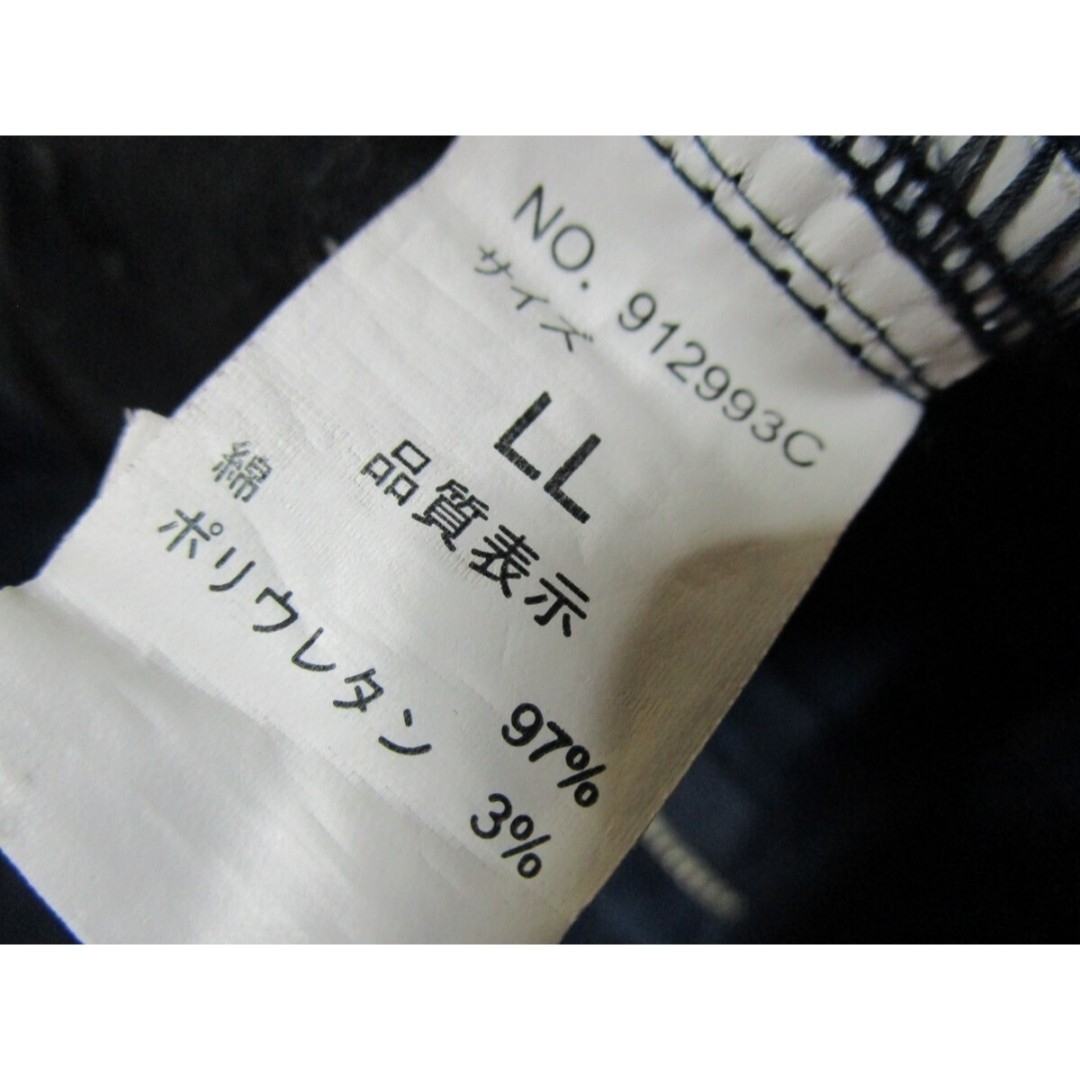 NO. 912993C
サイズ
LL
品質表示
綿 97%
ポリウレタン 3%